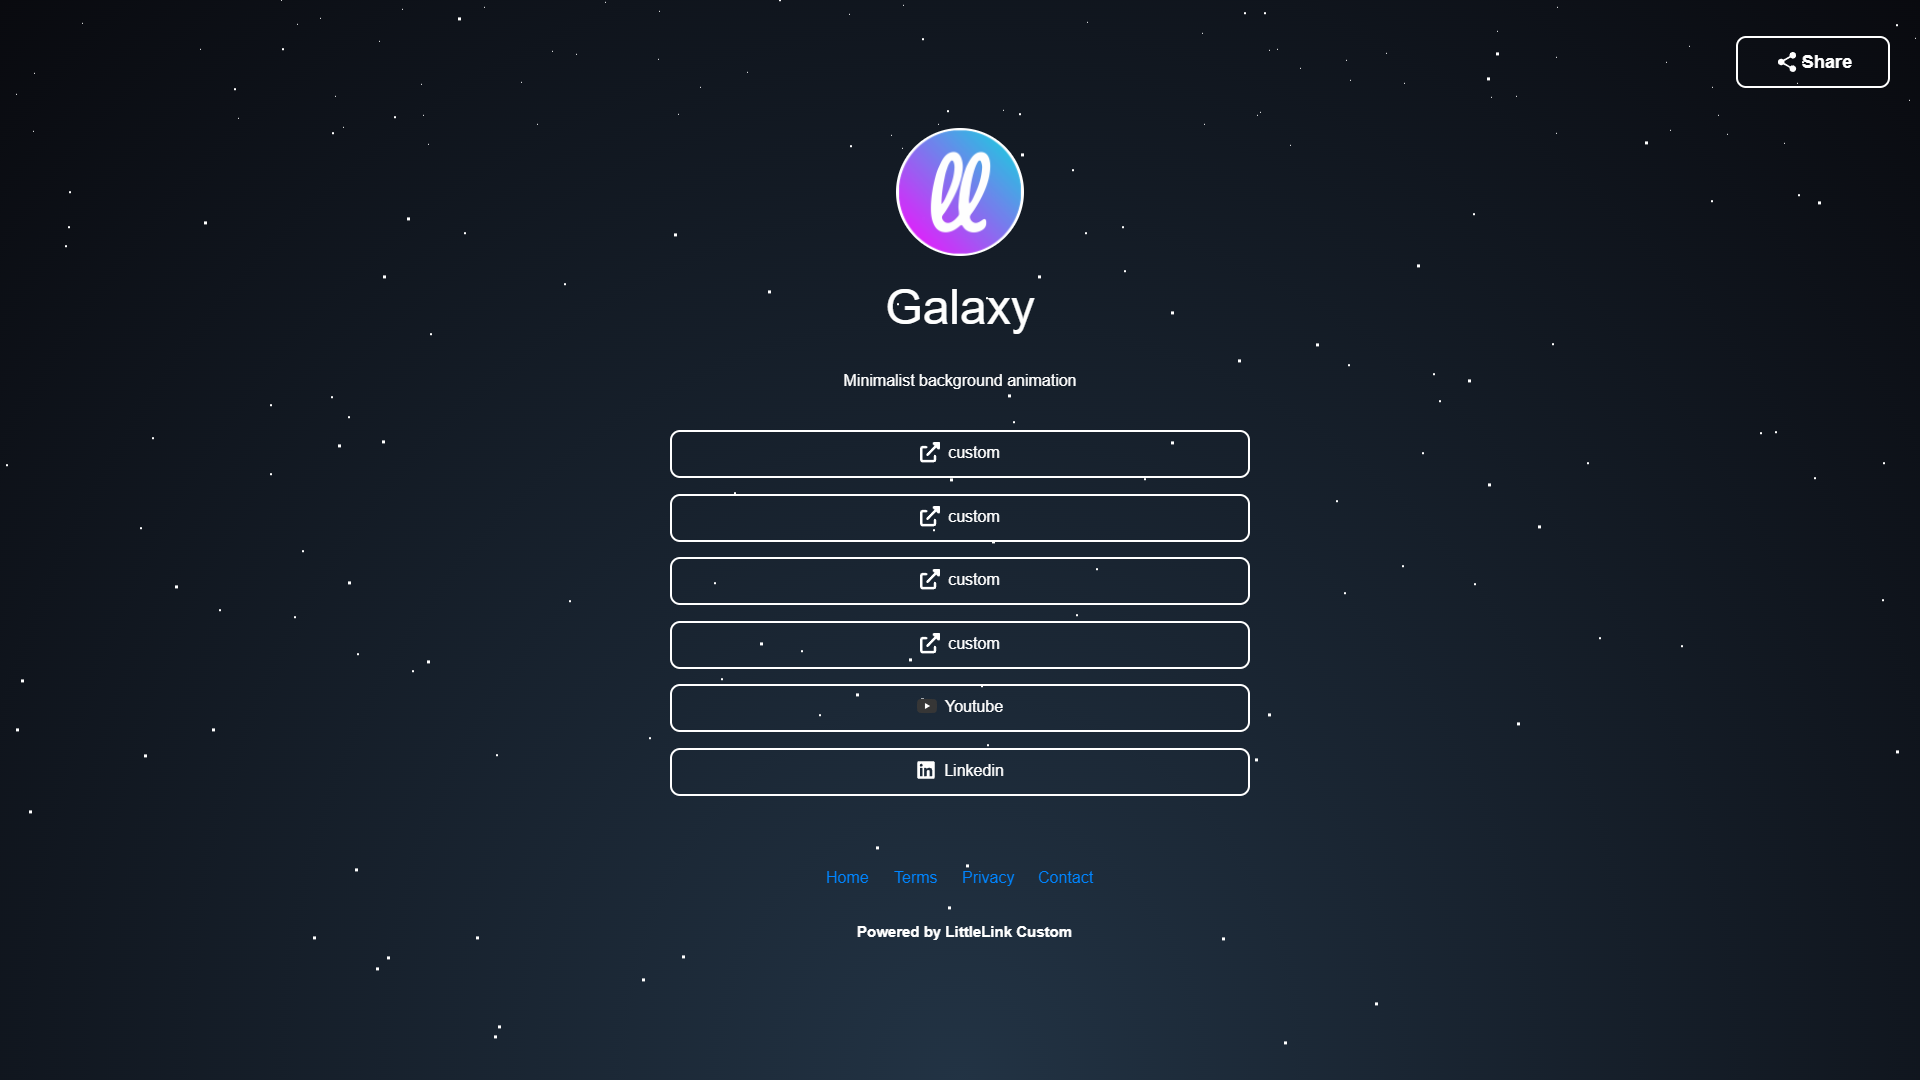 Share
ll
Galaxy
Minimalist background animation
custom
custom
custom
custom
Youtube
in Linkedin
Home Terms Privacy Contact
Powered by LittleLink Custom